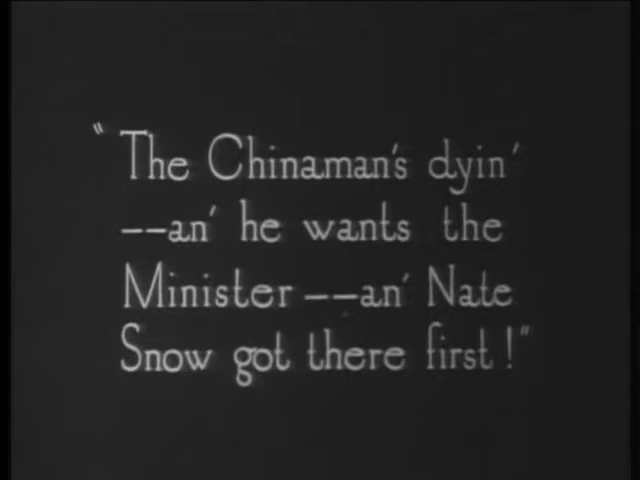 "The Chinaman's dyin'
--an' he wants the
Minister--an' Nate
Snow got there first!"